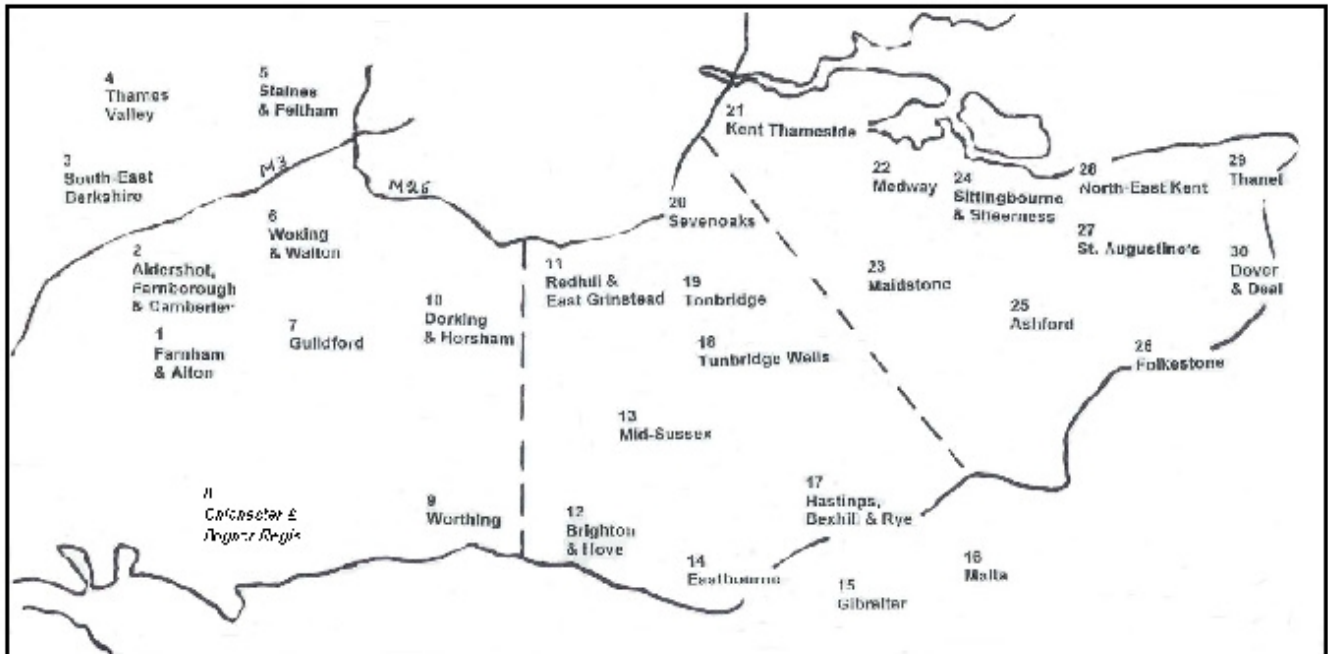 4
Thames
Valley
5
Staines
& Feltham
3
South-East
Berkshire
M3
M25
6
Woking
& Walton
2
Aldershot,
Farnborough
& Camberley
1
Farnham
& Alton
7
Guildford
10
Dorking
& Horsham
8
Chichester &
Bognor Regis
9
Worthing
11
Redhill &
East Grinstead
12
Brighton
& Hove
13
Mid-Sussex
14
Eastbourne
15
Gibraltar
16
Malta
17
Hastings,
Bexhill & Rye
18
Tunbridge Wells
19
Tonbridge
20
Sevenoaks
21
Kent Thameside
22
Medway
23
Maidstone
24
Sittingbourne
& Sheerness
25
Ashford
26
Folkestone
27
St. Augustine's
28
North-East Kent
29
Thanet
30
Dover
& Deal